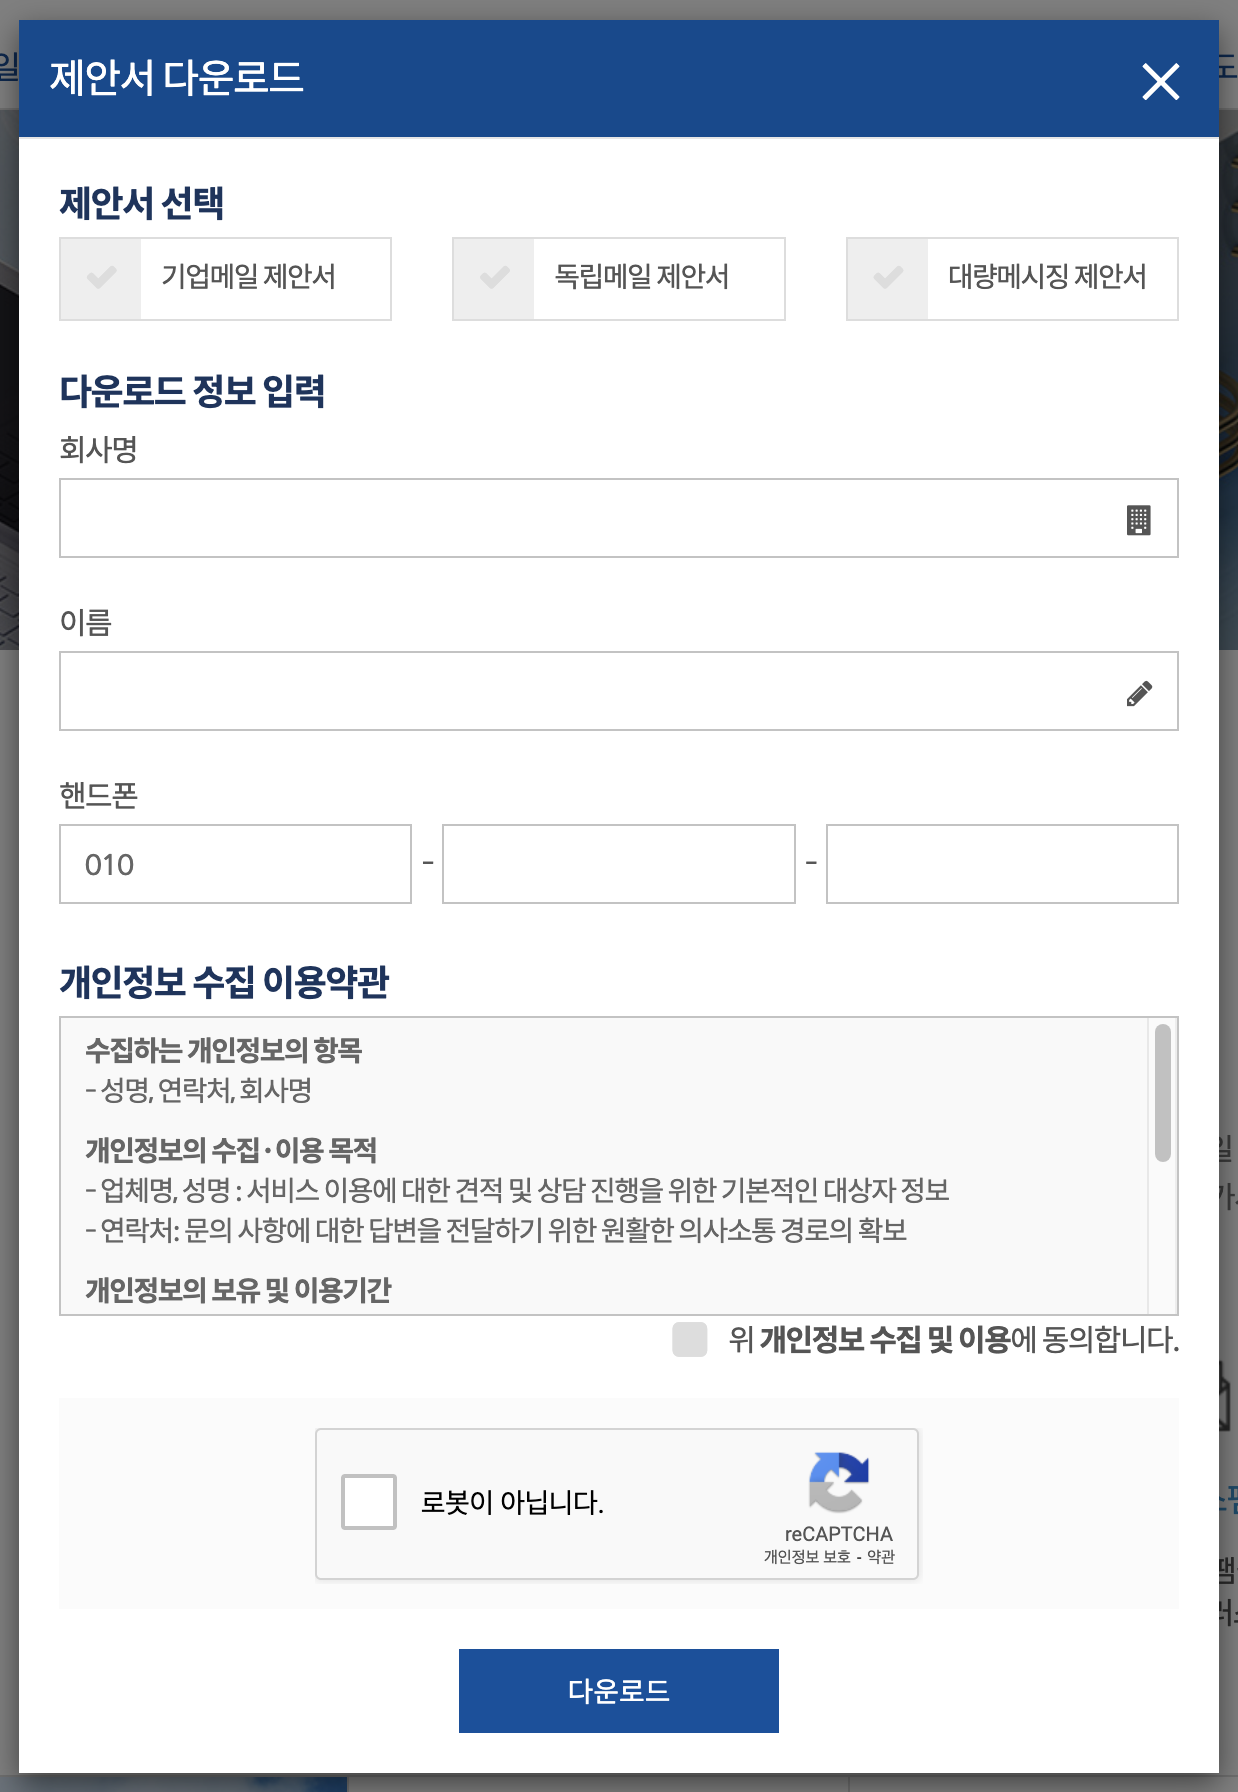 제안서 다운로드
제안서 선택
기업메일 제안서
독립메일 제안서
대량메시징 제안서
다운로드 정보 입력
회사명
이름
핸드폰
010 - -
개인정보 수집 이용약관
수집하는 개인정보의 항목
- 성명, 연락처, 회사명
개인정보의 수집·이용 목적
- 업체명, 성명 : 서비스 이용에 대한 견적 및 상담 진행을 위한 기본적인 대상자 정보
- 연락처: 문의 사항에 대한 답변을 전달하기 위한 원활한 의사소통 경로의 확보
개인정보의 보유 및 이용기간
위 개인정보 수집 및 이용에 동의합니다.
로봇이 아닙니다.
reCAPTCHA
개인정보 보호 - 약관
다운로드